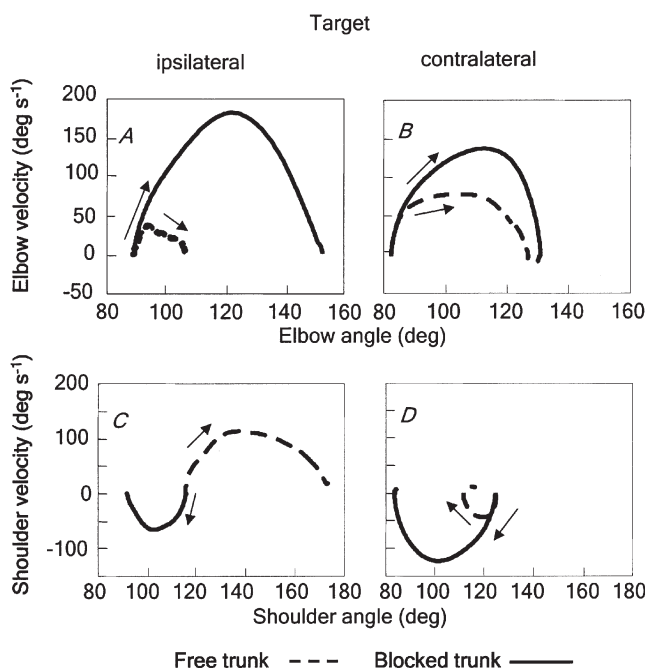 Target
ipsilateral contralateral
Elbow velocity (deg s-1)
200
150
100
50
0
-50
A
B
80 100 120 140 160 80 100 120 140 160
Elbow angle (deg)
Shoulder velocity (deg s-1)
200
100
0
-100
C
D
80 100 120 140 160 180 80 100 120 140 160 180
Shoulder angle (deg)
Free trunk Blocked trunk